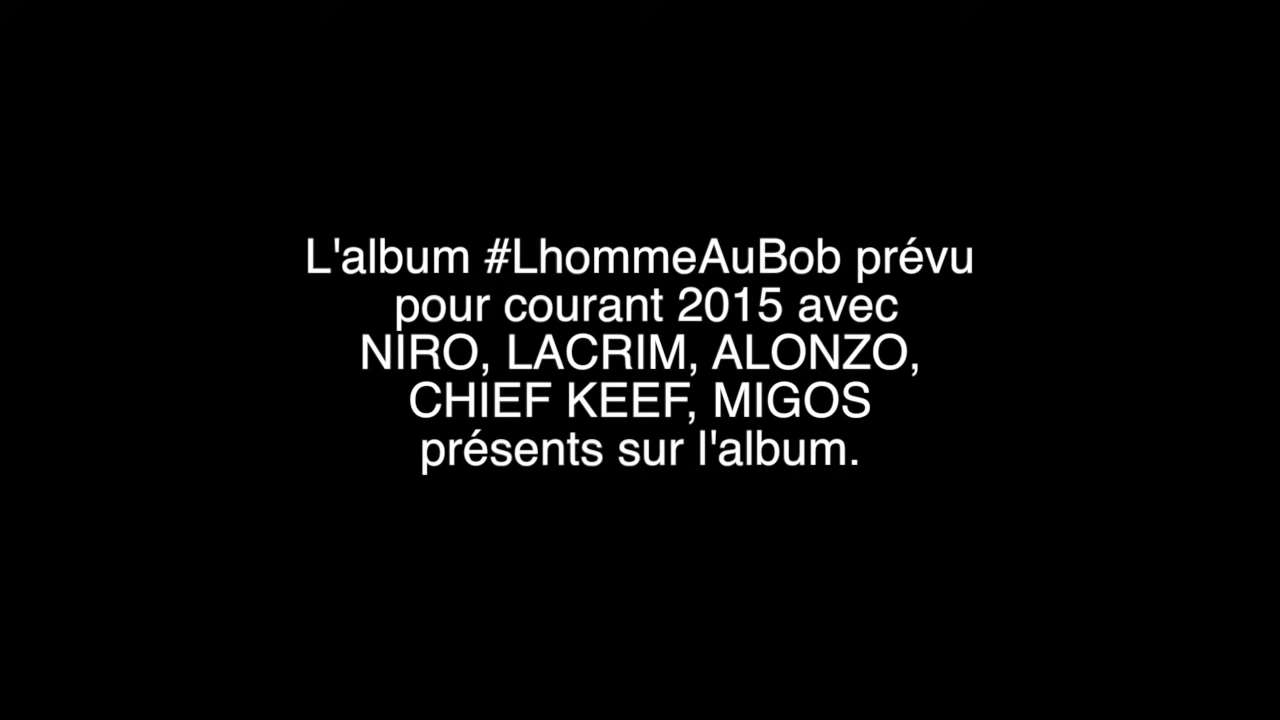 L'album #LhommeAuBob prévu
pour courant 2015 avec
NIRO, LACRIM, ALONZO,
CHIEF KEEF, MIGOS
présents sur l'album.